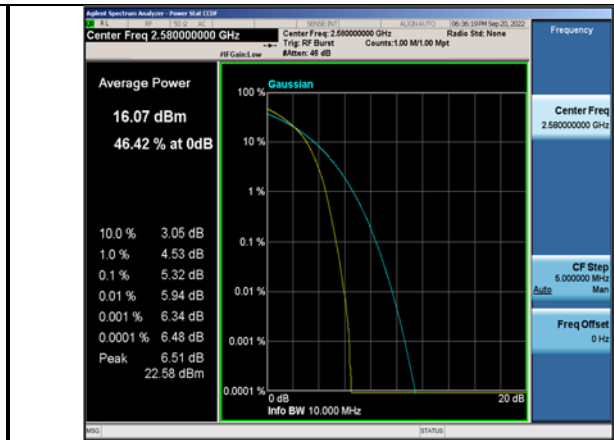 Agilent Spectrum Analyzer - Power Stat CCDF
RL RF 50 Ω AC SENSE:INT ALIGN AUTO 06:36:19 PM Sep 20, 2022
Center Freq 2.580000000 GHz
Center Freq: 2.580000000 GHz Radio Std: None
Trig: RF Burst Counts:1.00 M/1.00 Mpt
#IFGain:Low #Atten: 46 dB
Frequency
Average Power
16.07 dBm
46.42 % at 0dB
10.0 % 3.05 dB
1.0 % 4.53 dB
0.1 % 5.32 dB
0.01 % 5.94 dB
0.001 % 6.34 dB
0.0001 % 6.48 dB
Peak 6.51 dB
22.58 dBm
Gaussian
100 %
10 %
1 %
0.1 %
0.01 %
0.001 %
0.0001 %
0 dB 20 dB
Info BW 10.000 MHz
Center Freq
2.580000000 GHz
CF Step
5.000000 MHz
Auto Man
Freq Offset
0 Hz
MSG STATUS